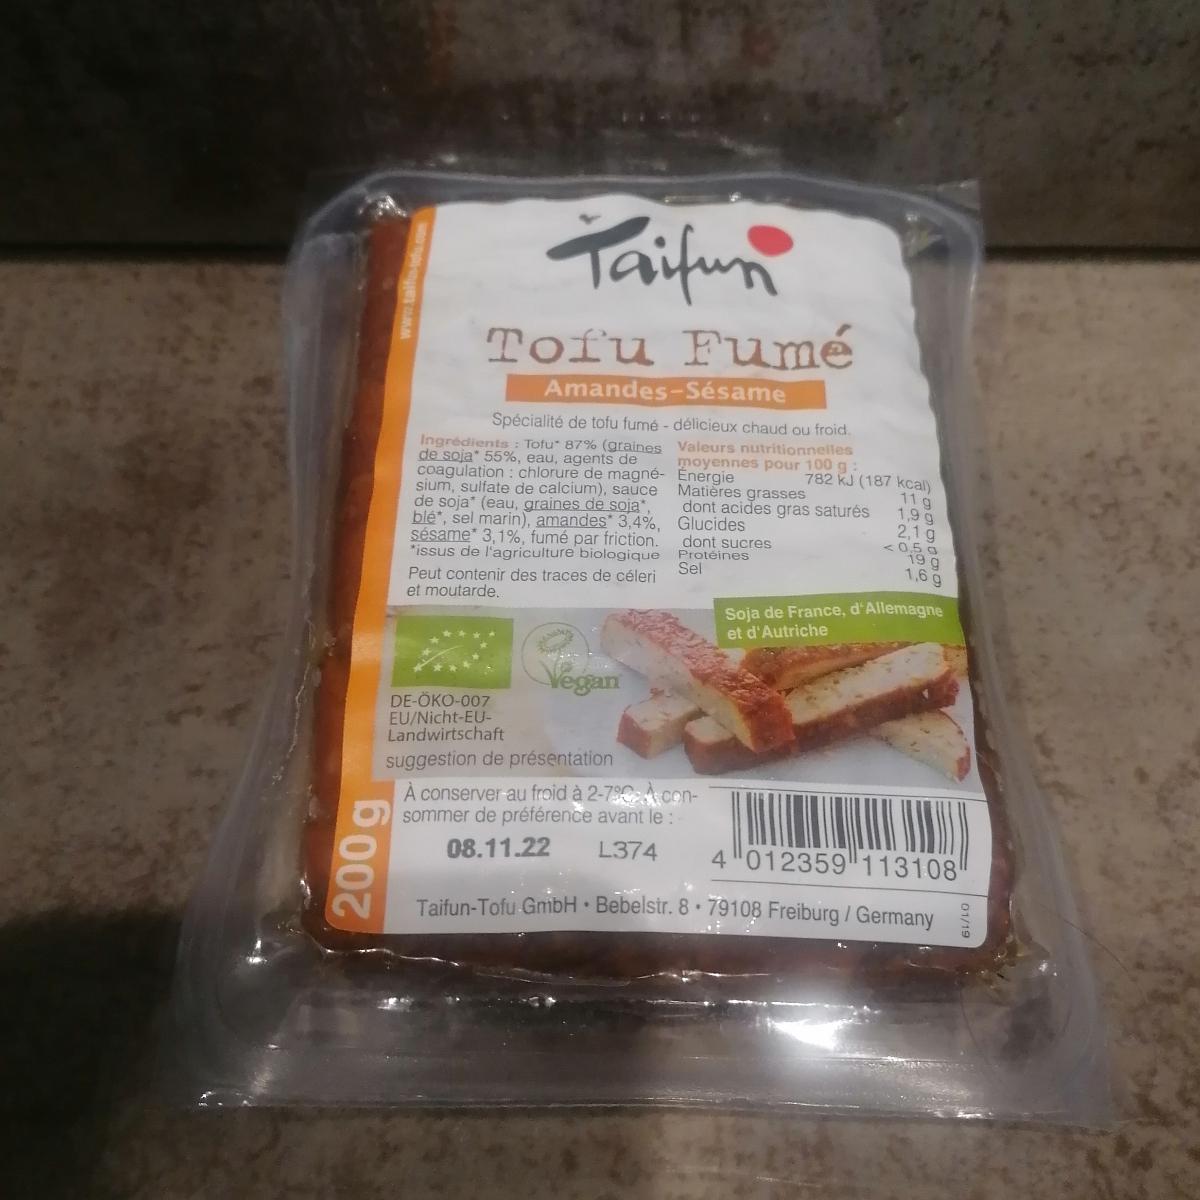 Taifun
www.taifun-tofu.com
Tofu Fumé
Amandes-Sésame
Spécialité de tofu fumé - délicieux chaud ou froid.
Ingrédients : Tofu* 87% (graines
de soja* 55%, eau, agents de
coagulation : chlorure de magné-
sium, sulfate de calcium), sauce
de soja* (eau, graines de soja*,
blé*, sel marin), amandes* 3,4%,
sésame* 3,1%, fumé par friction.
*issus de l'agriculture biologique
Peut contenir des traces de céleri
et moutarde.
Valeurs nutritionnelles
moyennes pour 100 g :
Énergie 782 kJ (187 kcal)
Matières grasses 11 g
dont acides gras saturés 1,9 g
Glucides 2,1 g
dont sucres < 0,5 g
Protéines 19 g
Sel 1,6 g
Soja de France, d'Allemagne
et d'Autriche
Vegan
DE-ÖKO-007
EU/Nicht-EU-
Landwirtschaft
suggestion de présentation
200g
À conserver au froid à 2-7°C. À con-
sommer de préférence avant le :
08.11.22 L374
4 012359 113108
Taifun-Tofu GmbH • Bebelstr. 8 • 79108 Freiburg / Germany
01/19